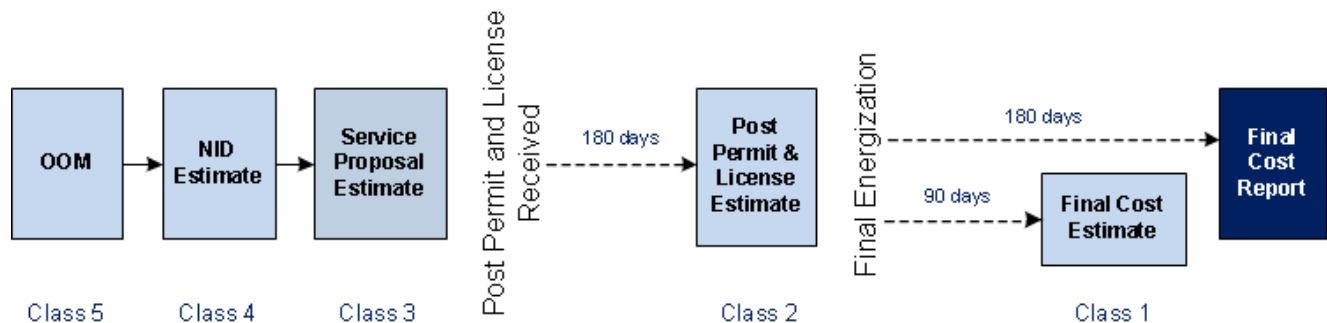 OOM
NID
Estimate
Service
Proposal
Estimate
Post Permit and License
Received
180 days
Post
Permit &
License
Estimate
Final Energization
180 days
90 days
Final Cost
Estimate
Final
Cost
Report
Class 5
Class 4
Class 3
Class 2
Class 1